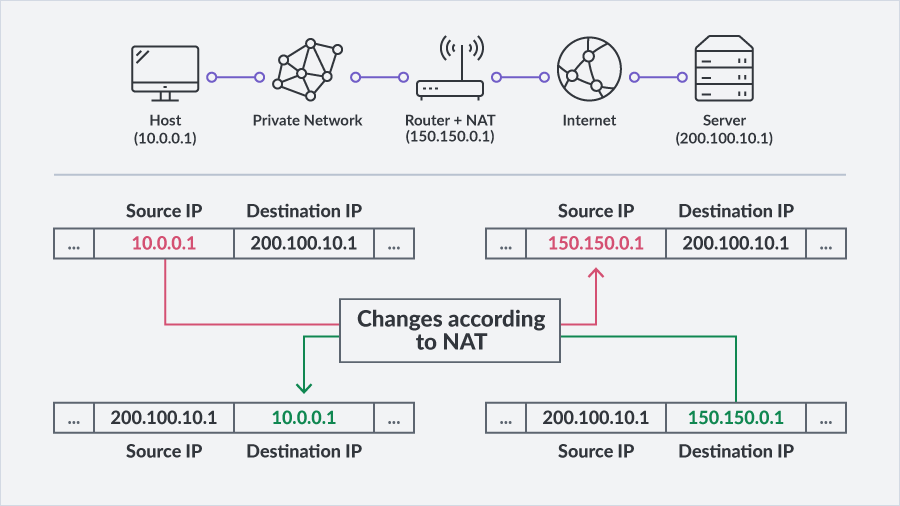 Host
(10.0.0.1)
Private Network
Router + NAT
(150.150.0.1)
Internet
Server
(200.100.10.1)
Source IP Destination IP
... 10.0.0.1 200.100.10.1 ...
Source IP Destination IP
... 150.150.0.1 200.100.10.1 ...
Changes according
to NAT
... 200.100.10.1 10.0.0.1 ...
Source IP Destination IP
... 200.100.10.1 150.150.0.1 ...
Source IP Destination IP